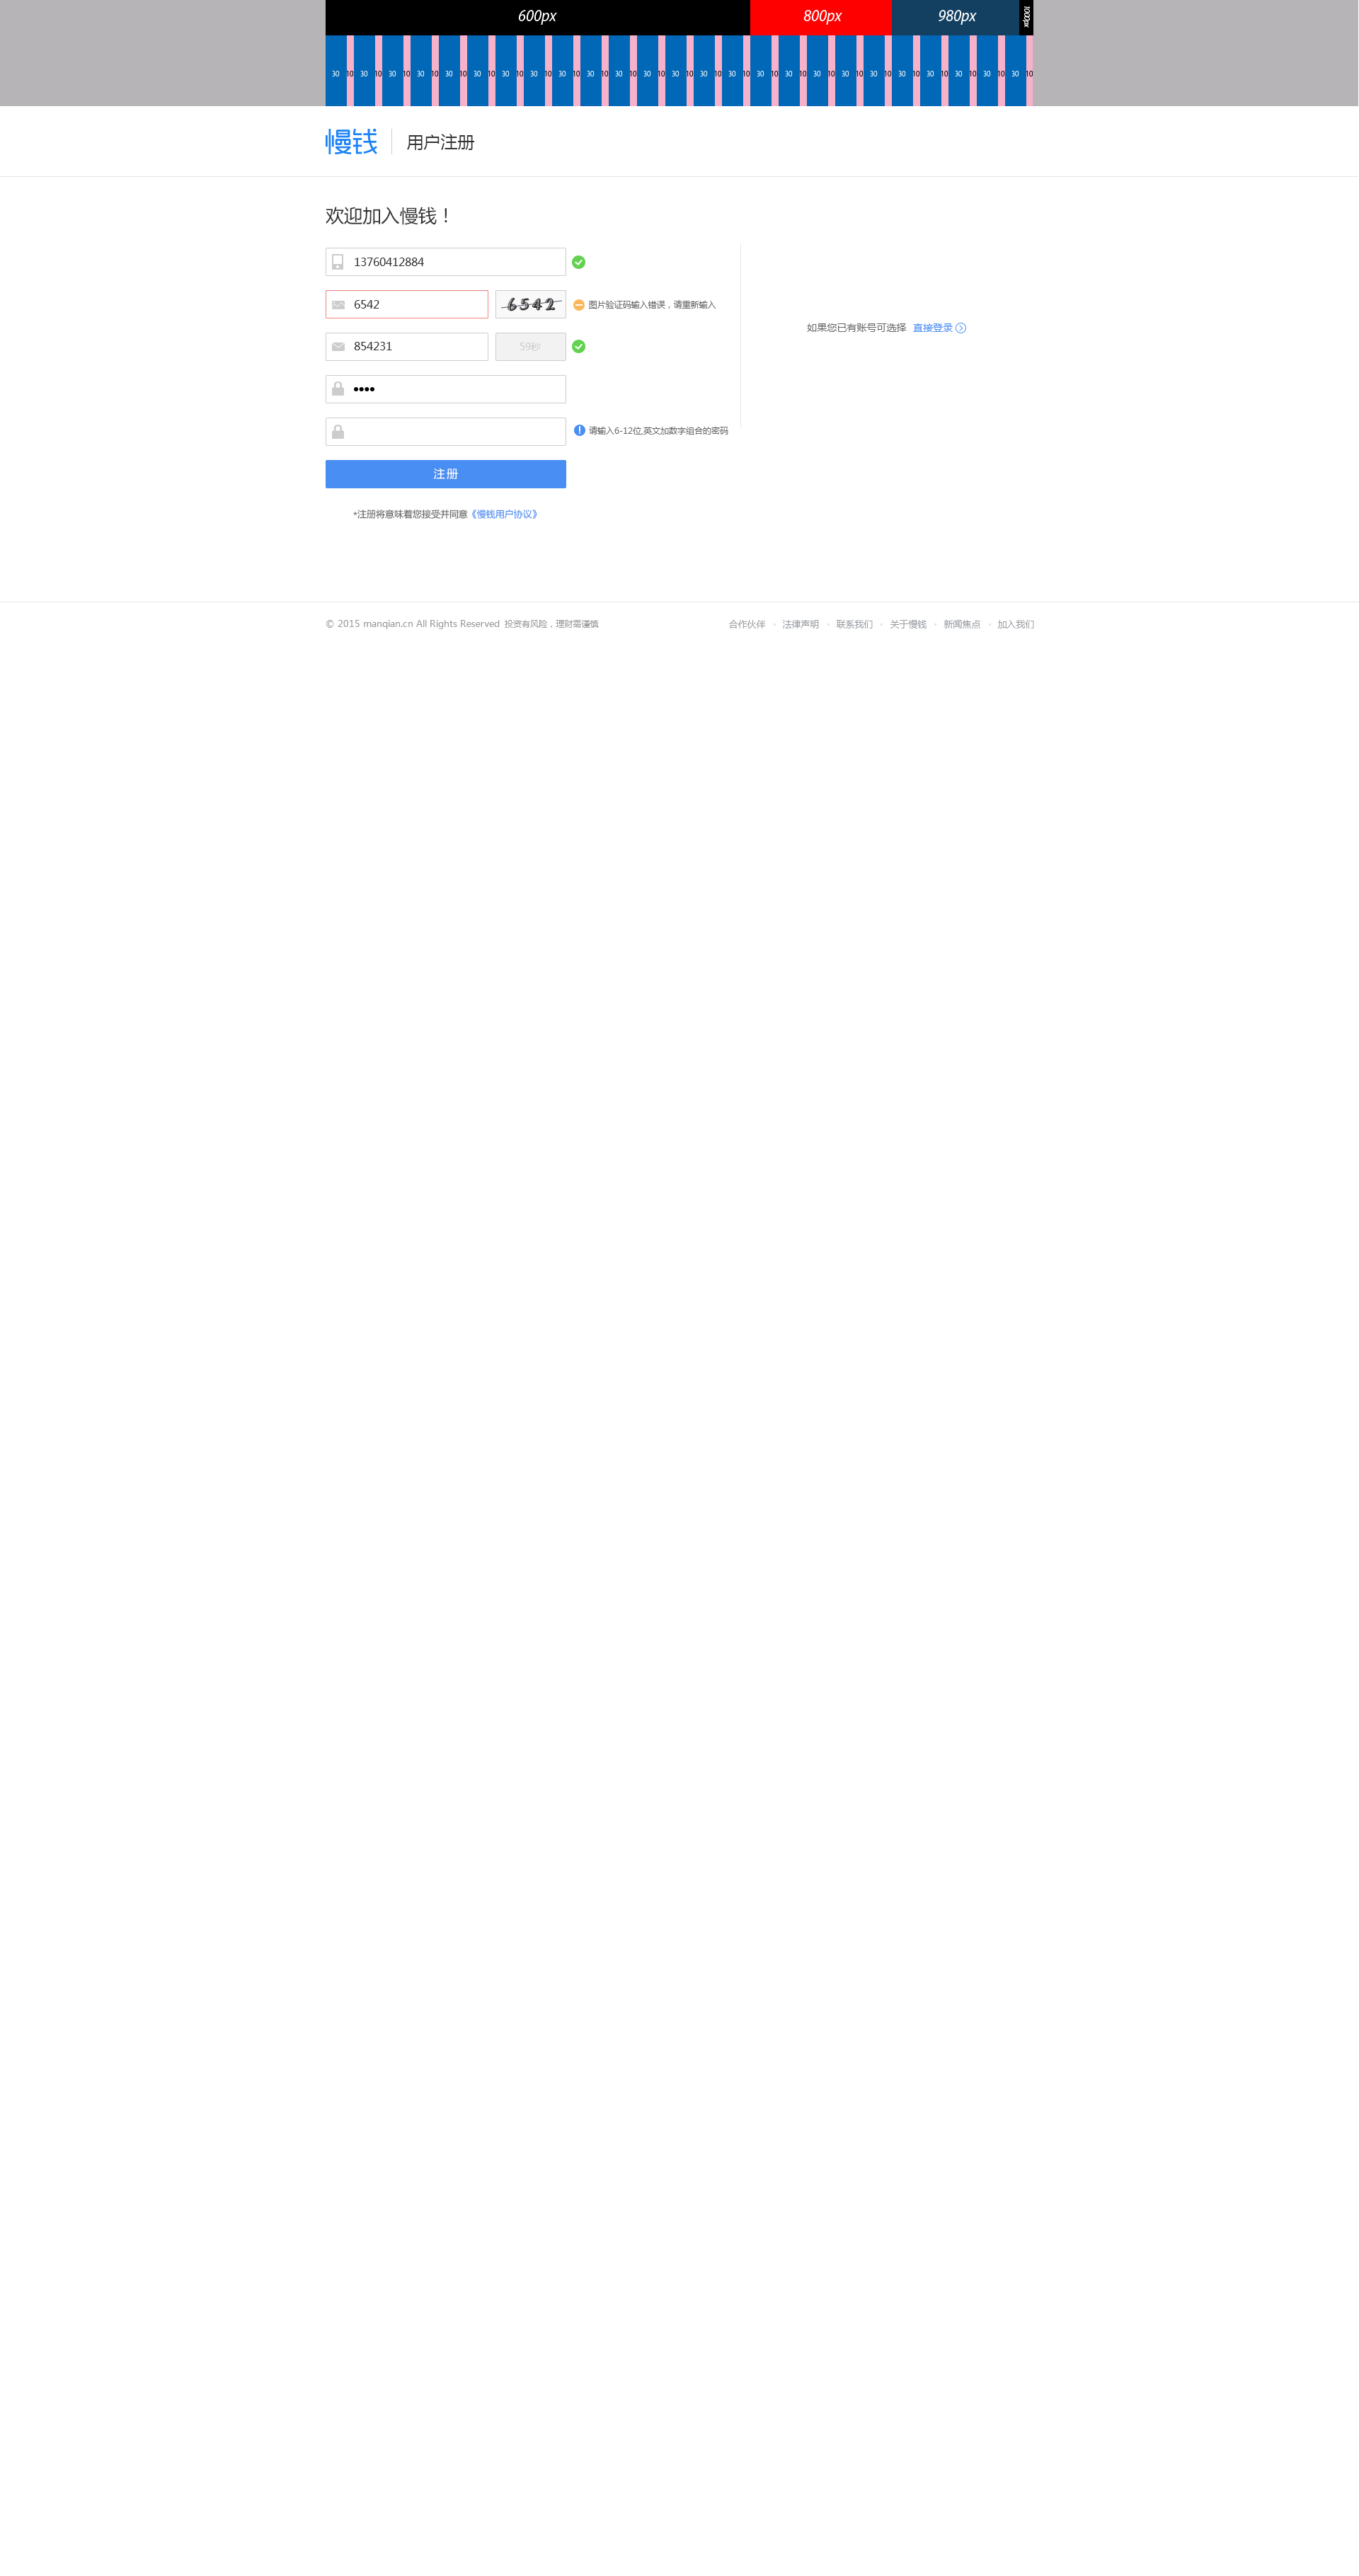 600px 800px 980px 1000px
30 10 30 10 30 10 30 10 30 10 30 10 30 10 30 10 30 10 30 10 30 10 30 10 30 10 30 10 30 10 30 10 30 10 30 10 30 10 30 10 30 10 30 10 30 10 30 10 30 10
慢钱 用户注册
欢迎加入慢钱！
13760412884
6542 6542 图片验证码输入错误，请重新输入
如果您已有账号可选择 直接登录
854231 59秒
••••
请输入6-12位,英文加数字组合的密码
注册
*注册将意味着您接受并同意《慢钱用户协议》
© 2015 manqian.cn All Rights Reserved 投资有风险，理财需谨慎 合作伙伴 • 法律声明 • 联系我们 • 关于慢钱 • 新闻焦点 • 加入我们